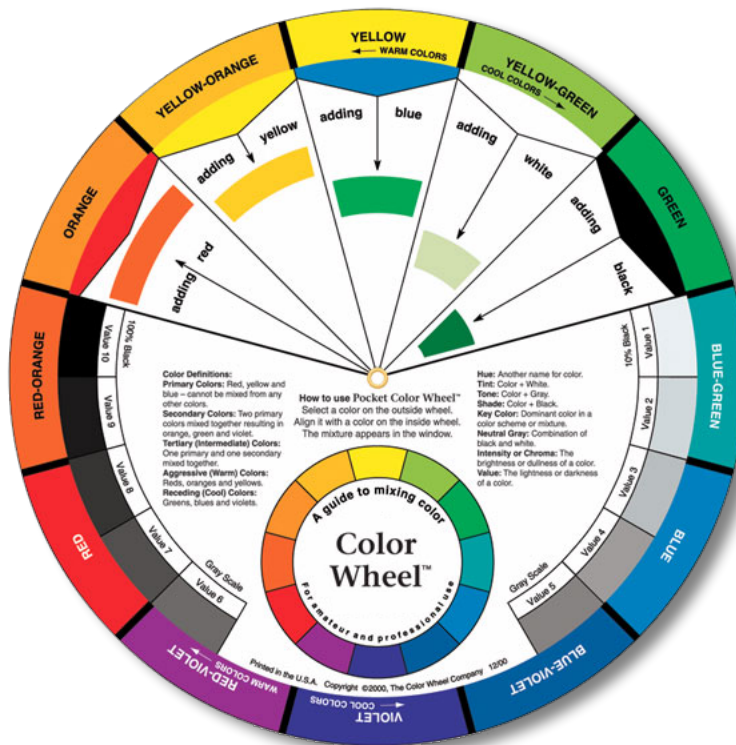 YELLOW
WARM COLORS
YELLOW-GREEN
COOL COLORS
GREEN
BLUE-GREEN
BLUE
BLUE-VIOLET
VIOLET
COOL COLORS
RED-VIOLET
WARM COLORS
RED
RED-ORANGE
ORANGE
YELLOW-ORANGE
adding red
adding yellow
adding blue
adding white
adding black
100% Black
Value 10
Value 9
Value 8
Value 7
Value 6
Gray Scale
10% Black
Value 1
Value 2
Value 3
Value 4
Value 5
Gray Scale
Color Definitions:
Primary Colors: Red, yellow and
blue – cannot be mixed from any
other colors.
Secondary Colors: Two primary
colors mixed together resulting in
orange, green and violet.
Tertiary (Intermediate) Colors:
One primary and one secondary
mixed together.
Aggressive (Warm) Colors:
Reds, oranges and yellows.
Receding (Cool) Colors:
Greens, blues and violets.
How to use Pocket Color Wheel™
Select a color on the outside wheel.
Align it with a color on the inside wheel.
The mixture appears in the window.
Hue: Another name for color.
Tint: Color + White.
Tone: Color + Gray.
Shade: Color + Black.
Key Color: Dominant color in a
color scheme or mixture.
Neutral Gray: Combination of
black and white.
Intensity or Chroma: The
brightness or dullness of a color.
Value: The lightness or darkness
of a color.
A guide to mixing color
Color
Wheel™
For amateur and professional use
Printed in the U.S.A. Copyright ©2000, The Color Wheel Company 12/00